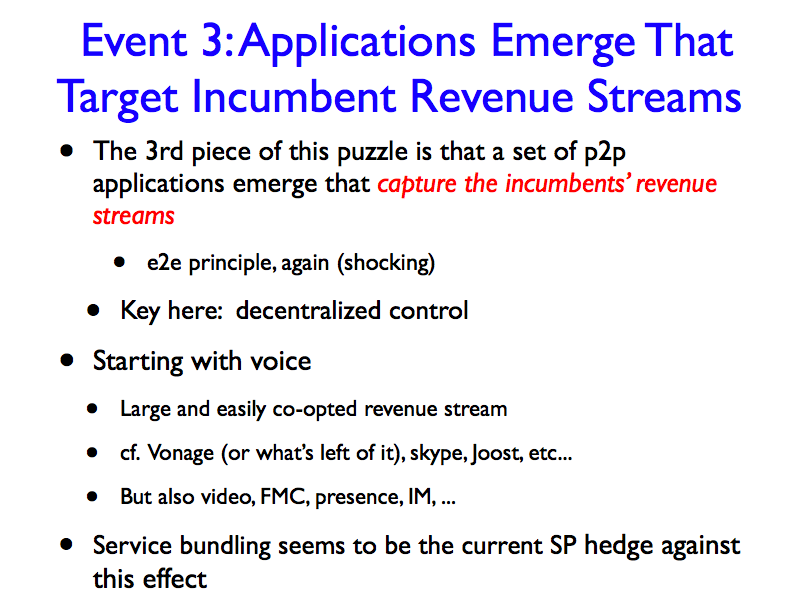 Event 3: Applications Emerge That
Target Incumbent Revenue Streams
• The 3rd piece of this puzzle is that a set of p2p
applications emerge that capture the incumbents' revenue
streams
• e2e principle, again (shocking)
• Key here: decentralized control
• Starting with voice
• Large and easily co-opted revenue stream
• cf. Vonage (or what's left of it), skype, Joost, etc...
• But also video, FMC, presence, IM, ...
• Service bundling seems to be the current SP hedge against
this effect